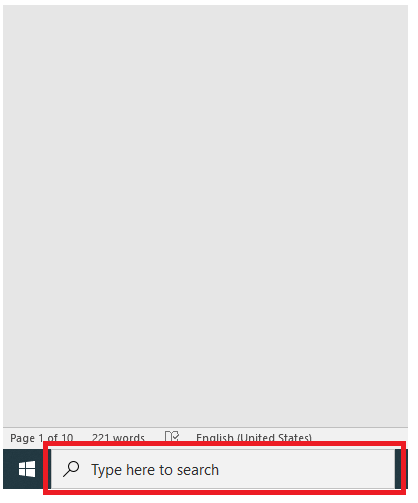 Page 1 of 10 221 words English (United States)
Type here to search